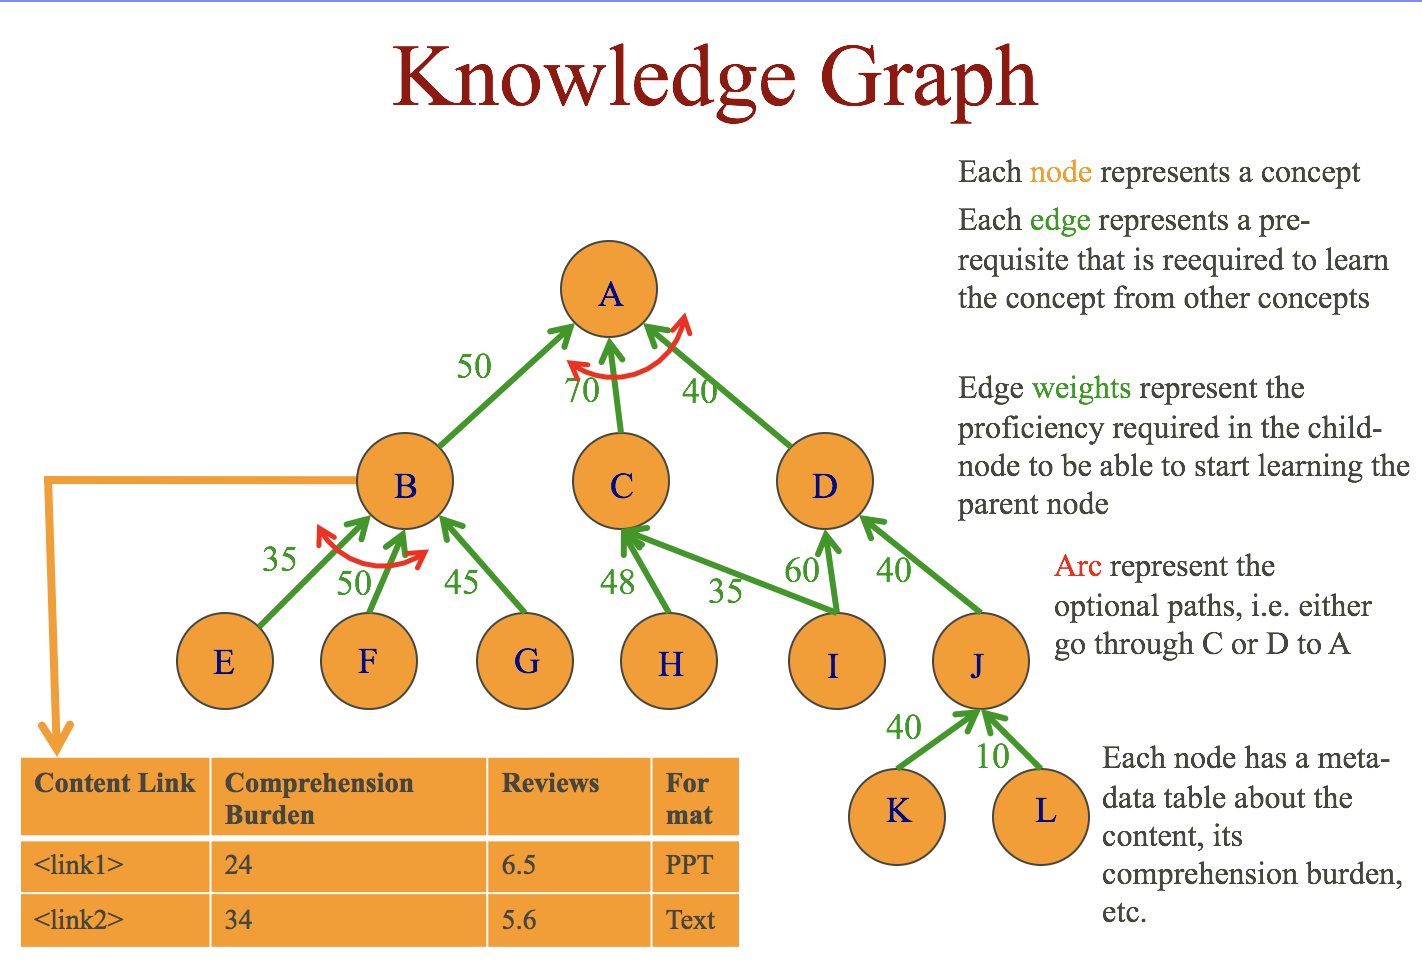 Knowledge Graph
Each node represents a concept
Each edge represents a pre-
requisite that is reequired to learn
the concept from other concepts
A
50
70
40
Edge weights represent the
proficiency required in the child-
node to be able to start learning the
parent node
B
C
D
35
50
45
48
35
60
40
Arc represent the
optional paths, i.e. either
go through C or D to A
E
F
G
H
I
J
40
10
K
L
Each node has a meta-
data table about the
content, its
comprehension burden,
etc.
Content Link Comprehension Burden Reviews For mat
<link1> 24 6.5 PPT
<link2> 34 5.6 Text